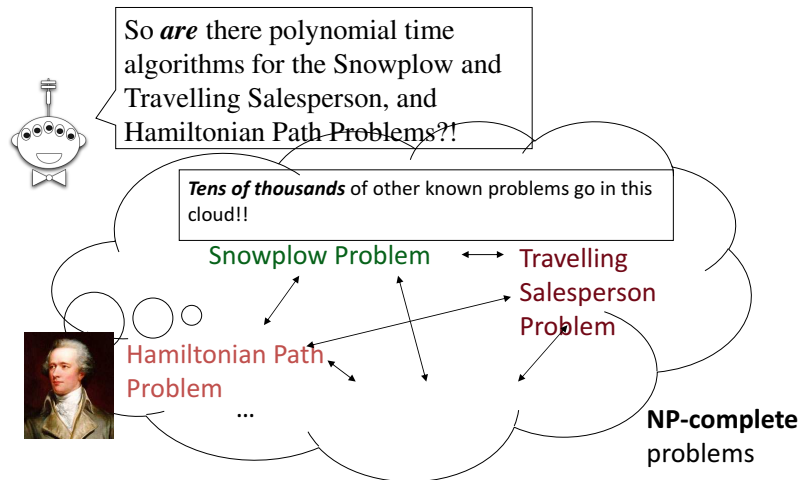 So are there polynomial time
algorithms for the Snowplow and
Travelling Salesperson, and
Hamiltonian Path Problems?!
Tens of thousands of other known problems go in this
cloud!!
Snowplow Problem
Travelling
Salesperson
Problem
Hamiltonian Path
Problem
...
NP-complete
problems